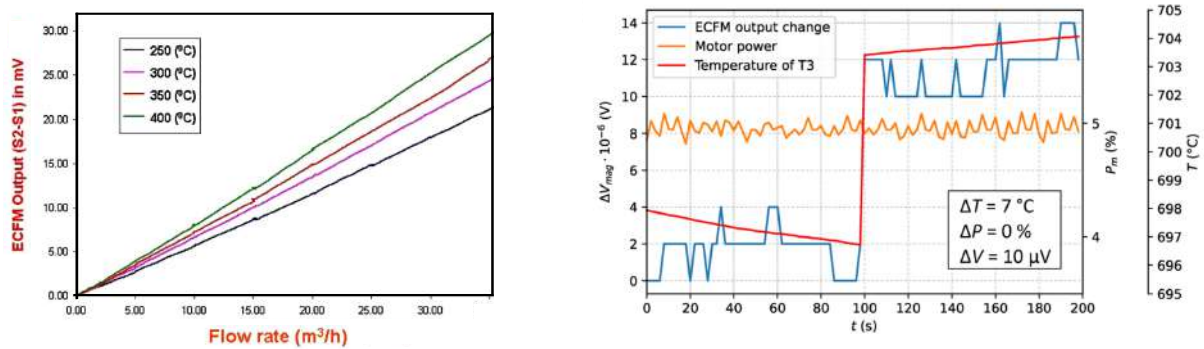 ECFM Output (S2-S1) in mV
30.00
25.00
20.00
15.00
10.00
5.00
0.00
250 (ºC)
300 (ºC)
350 (ºC)
400 (ºC)
0.00 5.00 10.00 15.00 20.00 25.00 30.00
Flow rate (m³/h)
ΔV_mag · 10⁻⁶ (V)
14
12
10
8
6
4
2
0
ECFM output change
Motor power
Temperature of T3
ΔT = 7 °C
ΔP = 0 %
ΔV = 10 μV
0 20 40 60 80 100 120 140 160 180 200
t (s)
5
4
P_m (%)
705
704
703
702
701
700
699
698
697
696
695
T (°C)